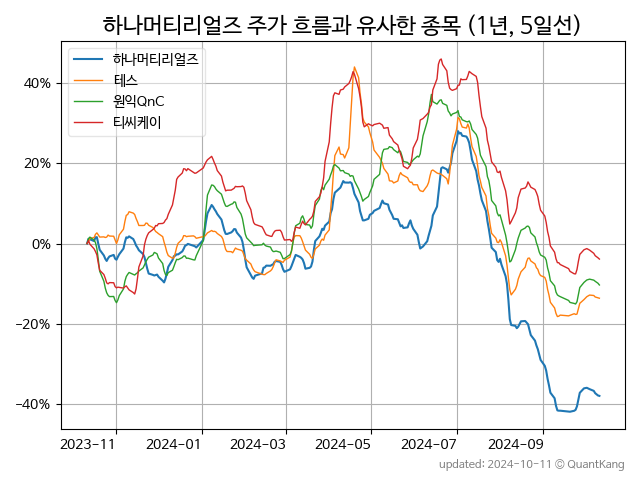 하나머티리얼즈 주가 흐름과 유사한 종목 (1년, 5일선)
하나머티리얼즈
테스
원익QnC
티씨케이
40%
20%
0%
−20%
−40%
2023-11 2024-01 2024-03 2024-05 2024-07 2024-09
updated: 2024-10-11 © QuantKang